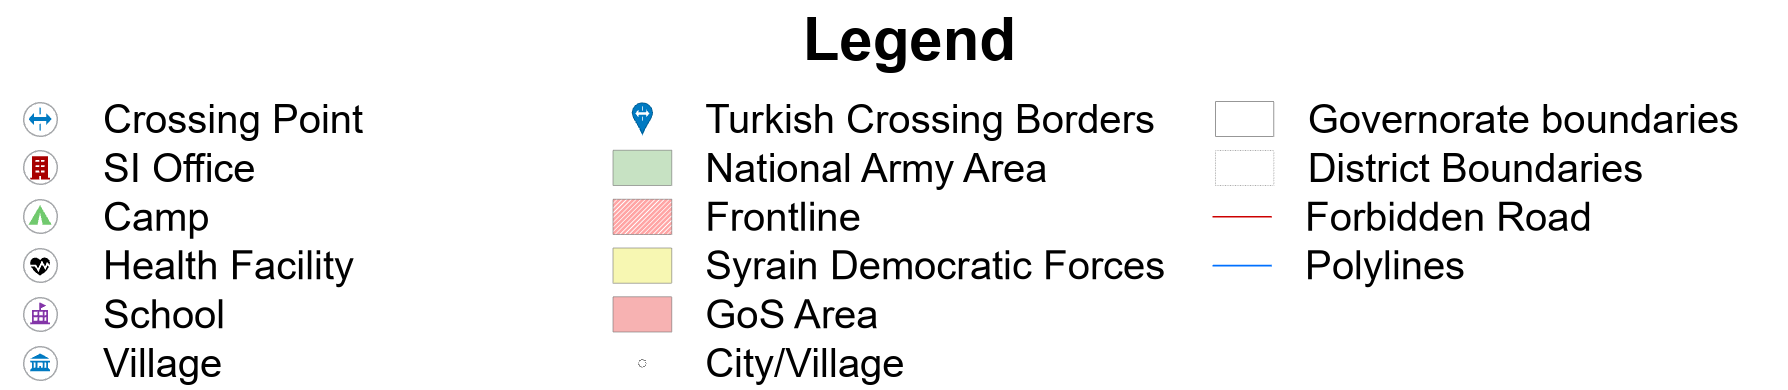 Legend
Crossing Point
SI Office
Camp
Health Facility
School
Village
Turkish Crossing Borders
National Army Area
Frontline
Syrain Democratic Forces
GoS Area
City/Village
Governorate boundaries
District Boundaries
Forbidden Road
Polylines